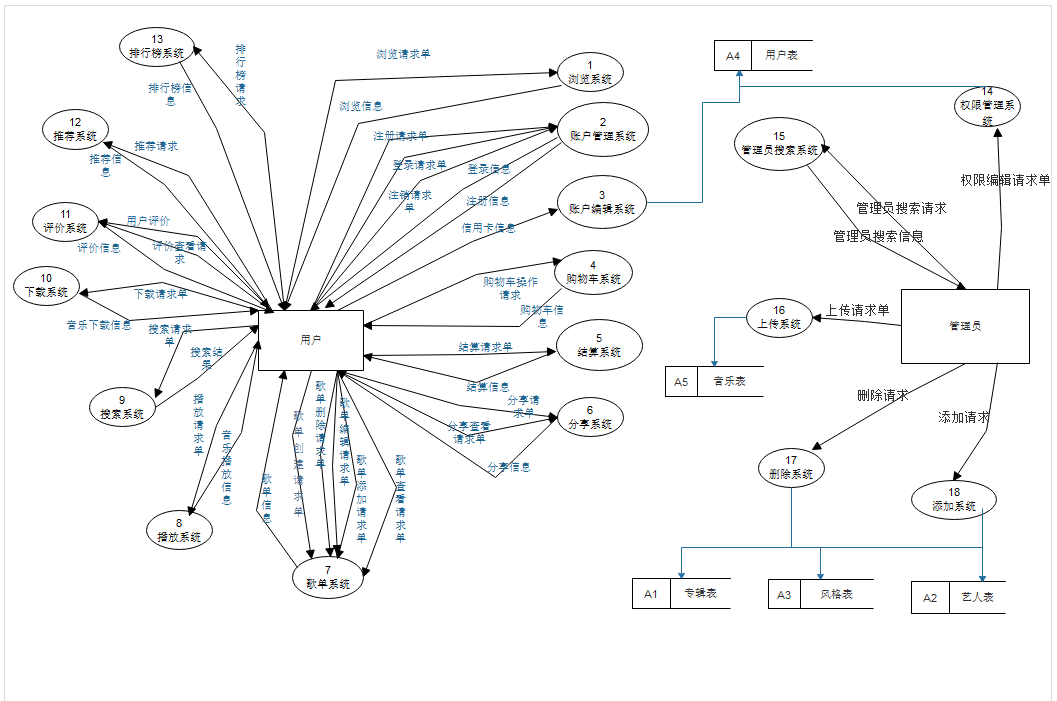 13
排行榜系统
排
行
榜
请
求
排行榜信
息
浏览请求单
浏览信息
1
浏览系统
A4
用户表
12
推荐系统
推荐请求
推荐信
息
注册请求单
登录请求单
注销请求
单
登录信息
注册信息
2
账户管理系统
14
权限管理系
统
15
管理员搜索系统
权限编辑请求单
管理员搜索请求
管理员搜索信息
3
账户编辑系统
信用卡信息
11
评价系统
用户评价
评价查看请
求
评价信息
10
下载系统
下载请求单
音乐下载信息
4
购物车系统
购物车操作
请求
购物车信
息
用户
16
上传系统
上传请求单
管理员
搜索请求
单
搜索结
果
9
搜索系统
5
结算系统
结算请求单
结算信息
A5
音乐表
6
分享系统
分享请
求单
分享查看
请求单
分享信息
播
放
请
求
单
音
乐
播
放
信
息
8
播放系统
歌
单
信
息
歌
单
创
建
请
求
单
歌
单
删
除
请
求
单
歌
单
编
辑
请
求
单
歌
单
添
加
请
求
单
歌
单
查
看
请
求
单
7
歌单系统
删除请求
添加请求
17
删除系统
18
添加系统
A1
专辑表
A3
风格表
A2
艺人表